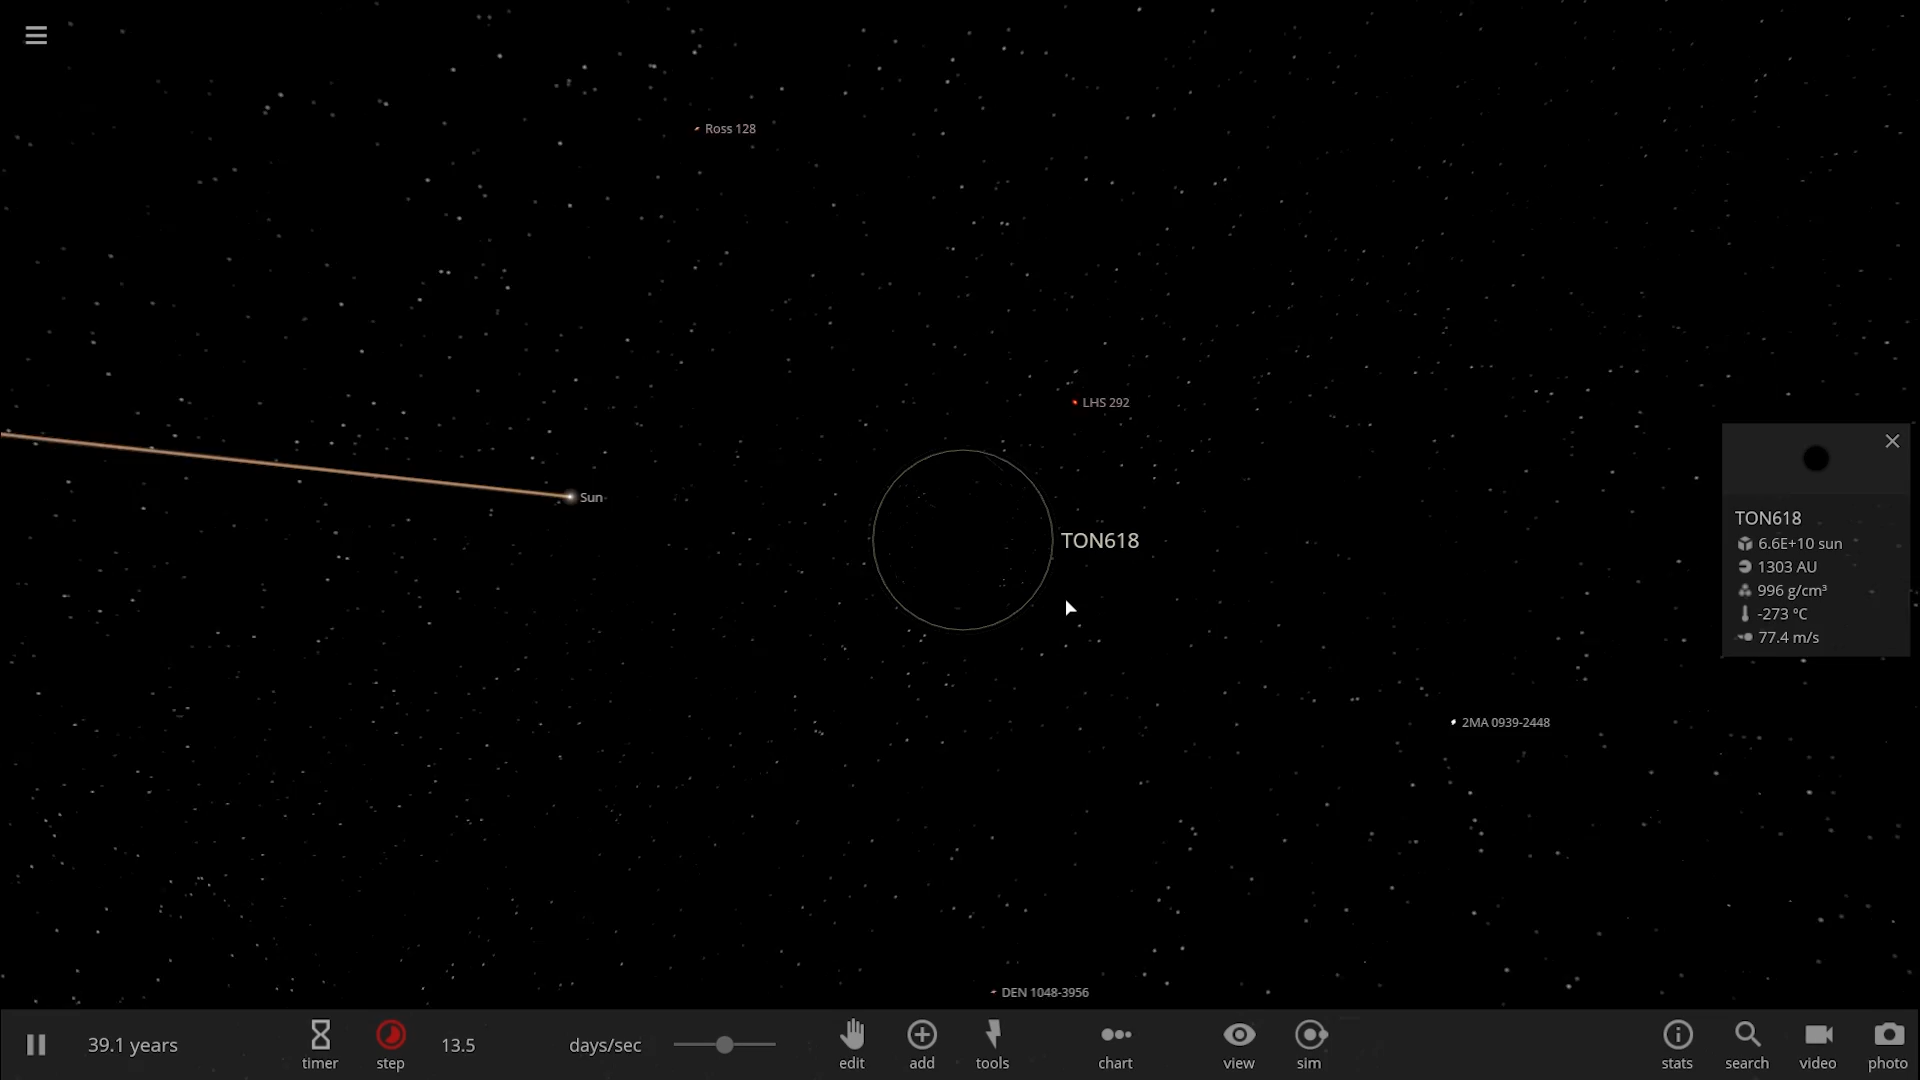 Ross 128
LHS 292
Sun
TON618
TON618
6.6E+10 sun
1303 AU
996 g/cm³
-273 °C
77.4 m/s
2MA 0939-2448
DEN 1048-3956
39.1 years
timer
step
13.5
days/sec
edit
add
tools
chart
view
sim
stats
search
video
photo